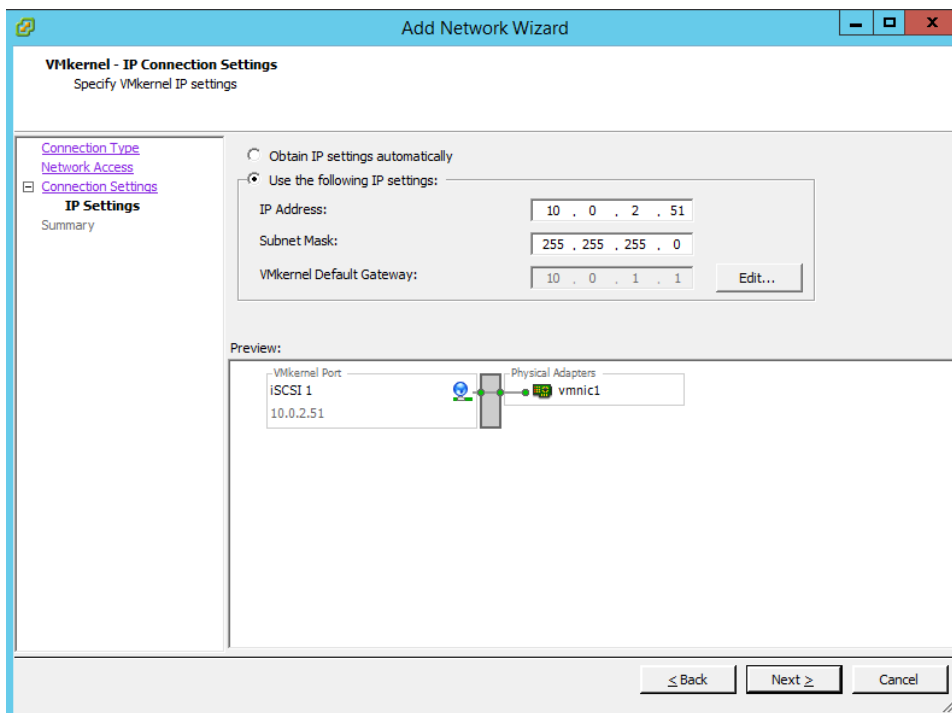 Add Network Wizard
VMkernel - IP Connection Settings
Specify VMkernel IP settings
Connection Type
Network Access
Connection Settings
IP Settings
Summary
Obtain IP settings automatically
Use the following IP settings:
IP Address:
10 . 0 . 2 . 51
Subnet Mask:
255 . 255 . 255 . 0
VMkernel Default Gateway:
10 . 0 . 1 . 1
Edit...
Preview:
VMkernel Port
iSCSI 1
10.0.2.51
Physical Adapters
vmnic1
< Back
Next >
Cancel